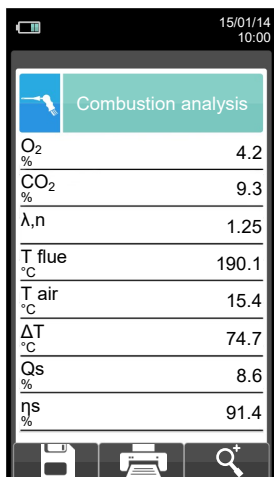 15/01/14
10:00
Combustion analysis
O₂
% 4.2
CO₂
% 9.3
λ,n 1.25
T flue
°C 190.1
T air
°C 15.4
ΔT
°C 74.7
Qs
% 8.6
ηs
% 91.4